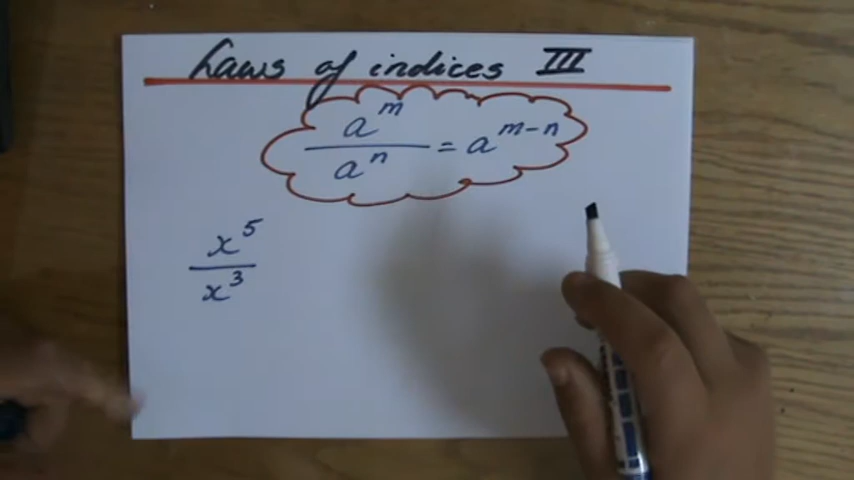 Laws of indices III
a^m / a^n = a^(m-n)
x^5 / x^3